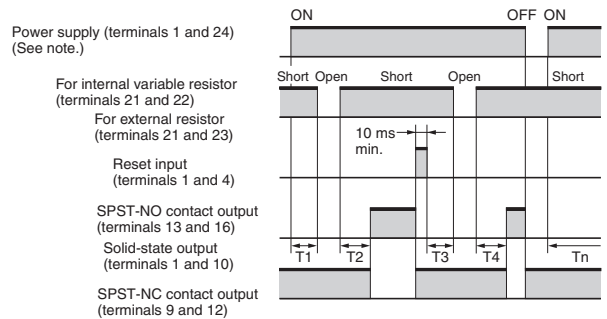 ON OFF ON
Power supply (terminals 1 and 24)
(See note.)
Short Open Short Open Short
For internal variable resistor
(terminals 21 and 22)
For external resistor
(terminals 21 and 23)
10 ms
min.
Reset input
(terminals 1 and 4)
SPST-NO contact output
(terminals 13 and 16)
Solid-state output
(terminals 1 and 10)
T1 T2 T3 T4 Tn
SPST-NC contact output
(terminals 9 and 12)